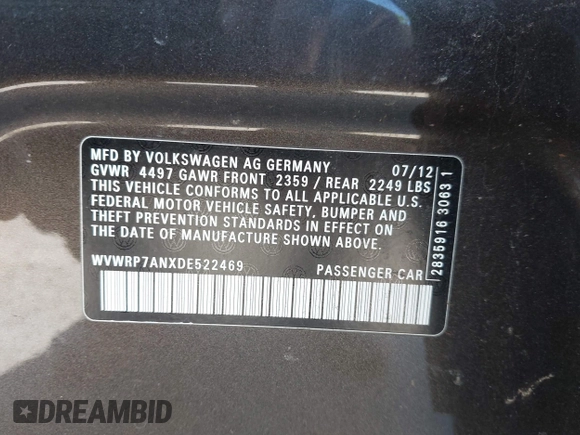 MFD BY VOLKSWAGEN AG GERMANY 07/12
GVWR 4497 GAWR FRONT 2359 / REAR 2249 LBS
THIS VEHICLE CONFORMS TO ALL APPLICABLE U.S.
FEDERAL MOTOR VEHICLE SAFETY, BUMPER AND
THEFT PREVENTION STANDARDS IN EFFECT ON
THE DATE OF MANUFACTURE SHOWN ABOVE.
WVWRP7ANXDE522469 PASSENGER CAR
2835916 3063 1
DREAMBID